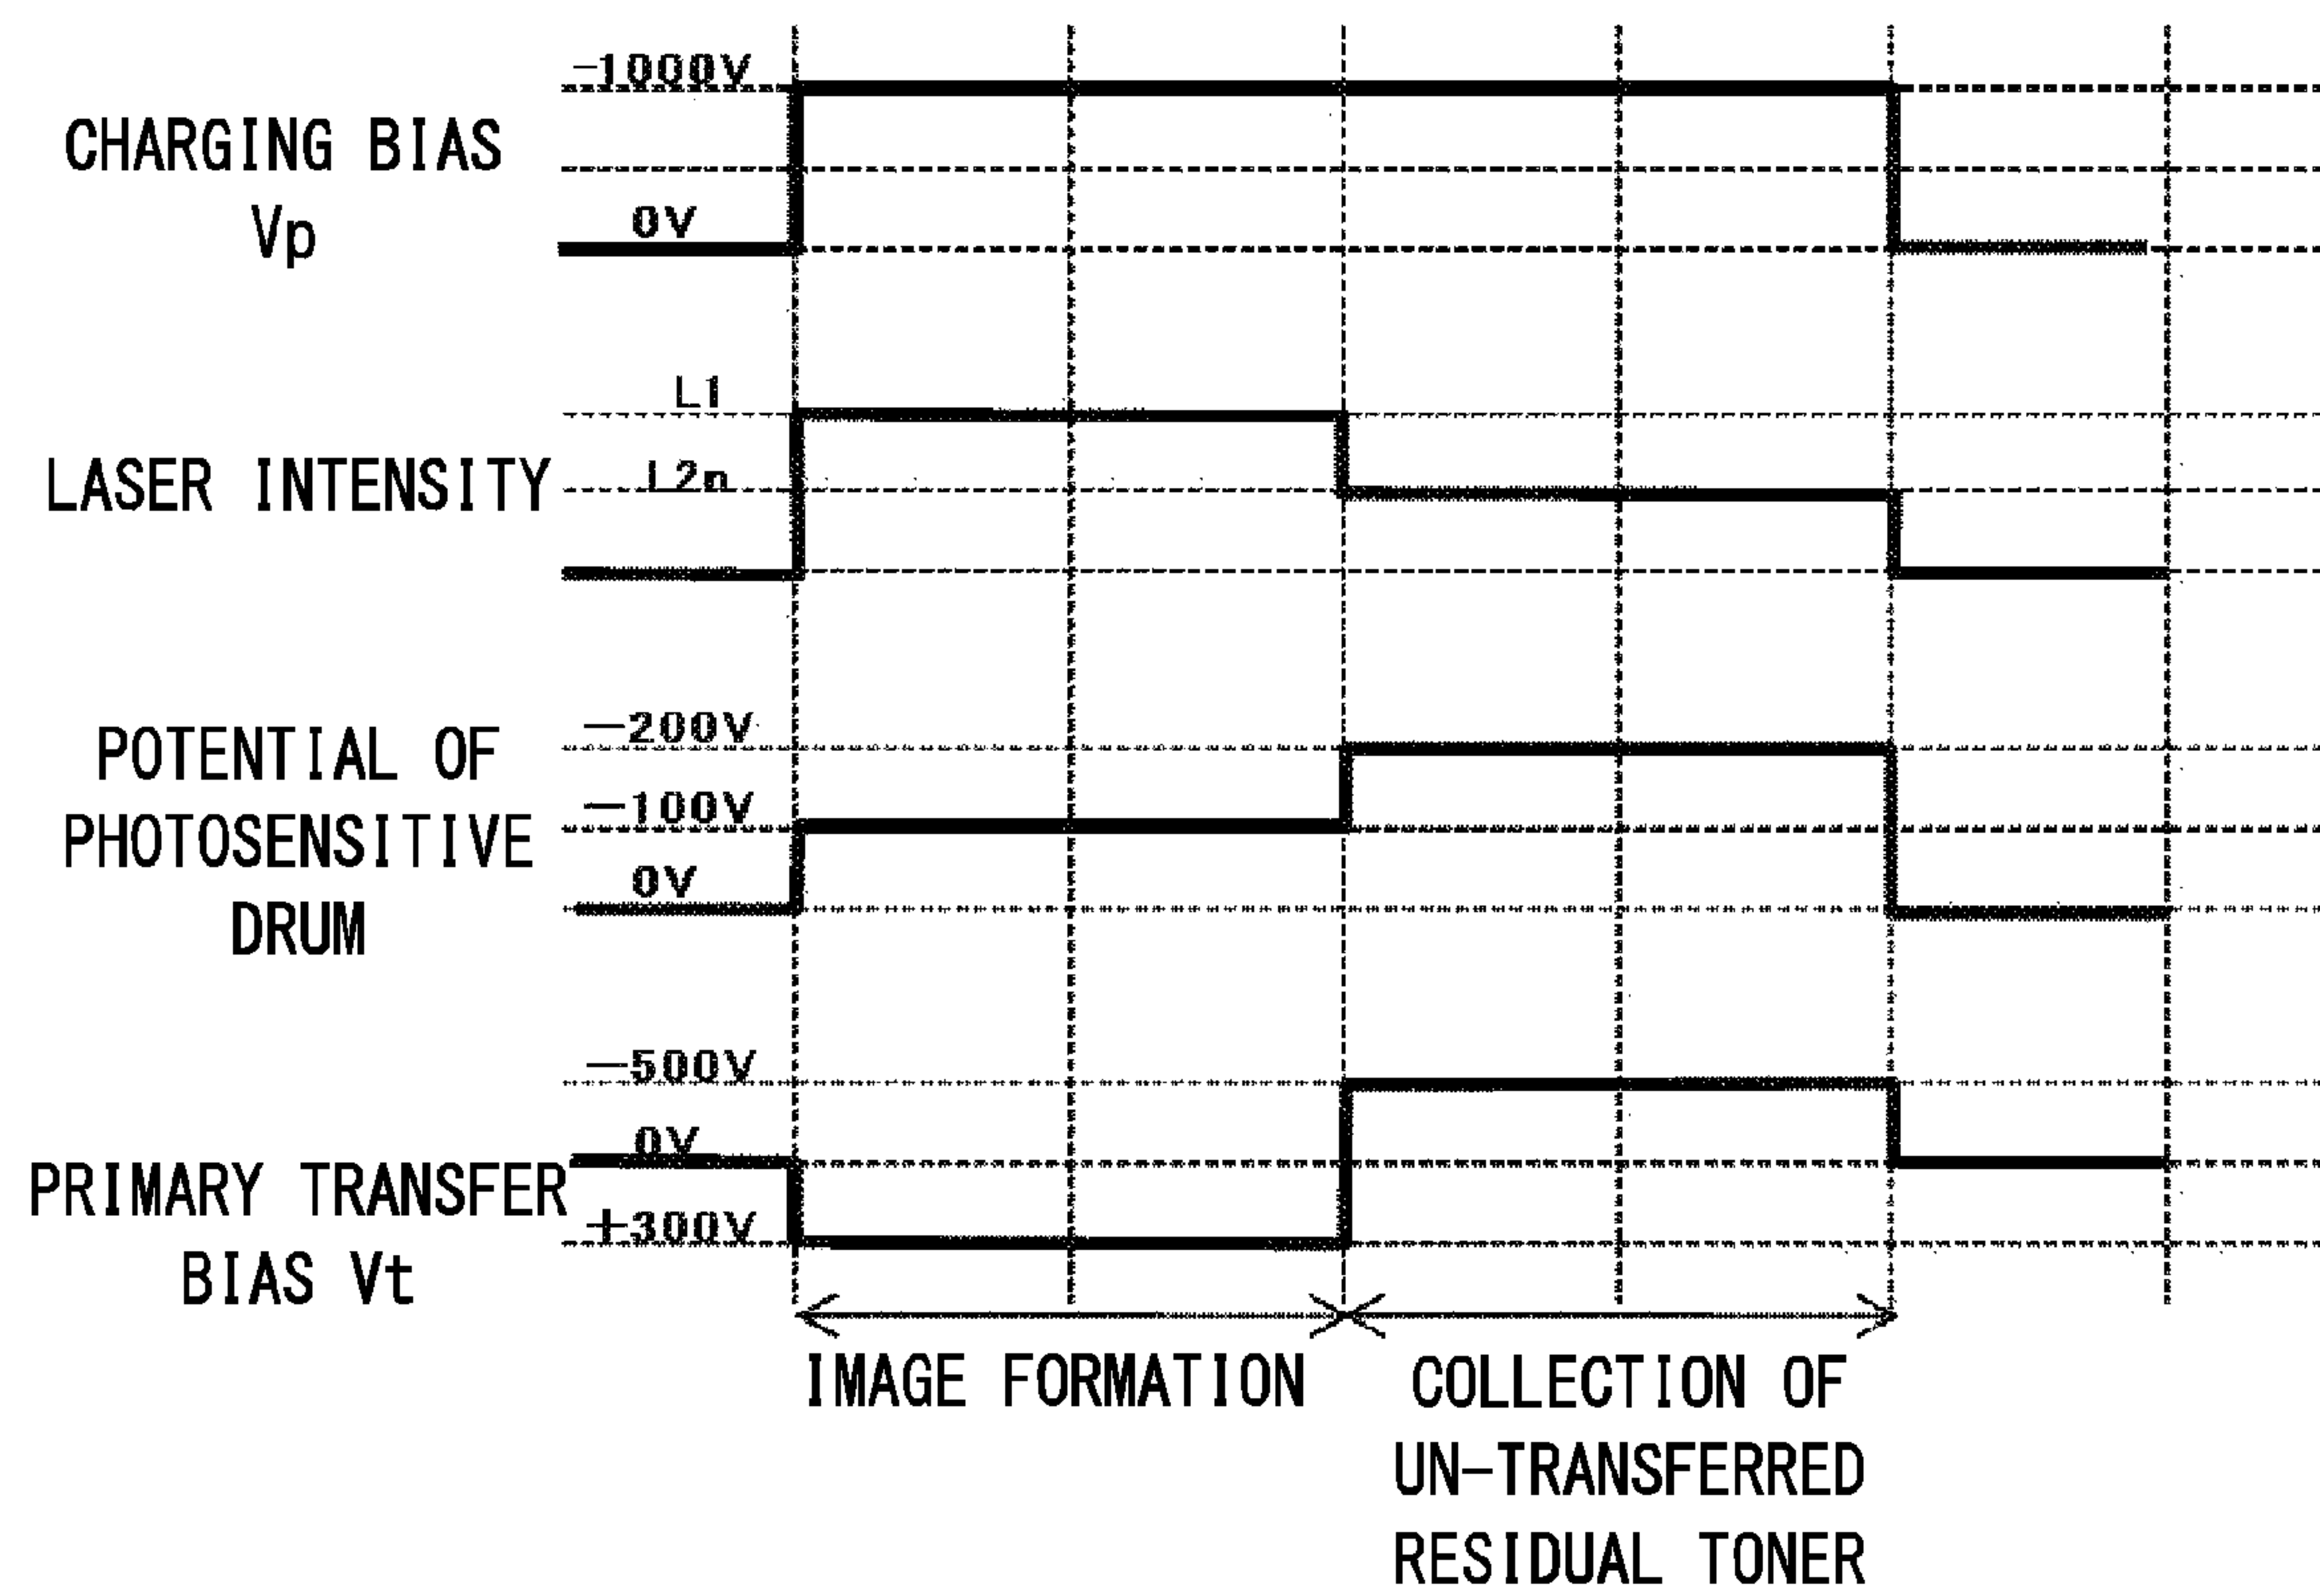 -1000V
CHARGING BIAS
Vp
0V
L1
LASER INTENSITY
L2n
-200V
POTENTIAL OF
-100V
PHOTOSENSITIVE
0V
DRUM
-500V
0V
PRIMARY TRANSFER
+300V
BIAS Vt
IMAGE FORMATION
COLLECTION OF
UN-TRANSFERRED
RESIDUAL TONER